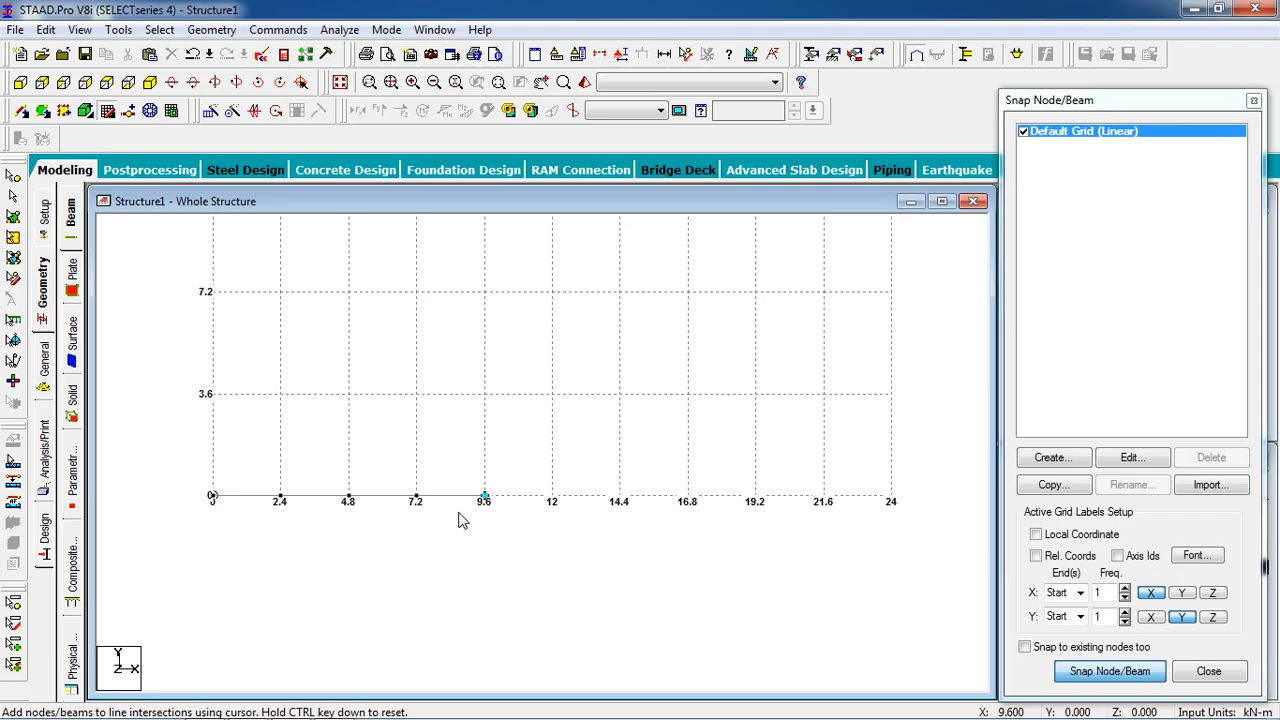 STAAD.Pro V8i (SELECTseries 4) - Structure1
File Edit View Tools Select Geometry Commands Analyze Mode Window Help
Modeling Postprocessing Steel Design Concrete Design Foundation Design RAM Connection Bridge Deck Advanced Slab Design Piping Earthquake
Structure1 - Whole Structure
Setup
Geometry
General
Analysis/Print
Design
Beam
Plate
Surface
Solid
Parametr...
Composite...
Physical ...
7.2
3.6
0
0 2.4 4.8 7.2 9.6 12 14.4 16.8 19.2 21.6 24
Y
Z X
Snap Node/Beam
Default Grid (Linear)
Create... Edit... Delete
Copy... Rename... Import...
Active Grid Labels Setup
Local Coordinate
Rel. Coords Axis Ids Font...
End(s) Freq.
X: Start 1 X Y Z
Y: Start 1 X Y Z
Snap to existing nodes too
Snap Node/Beam Close
Add nodes/beams to line intersections using cursor. Hold CTRL key down to reset. X: 9.600 Y: 0.000 Z: 0.000 Input Units: kN-m